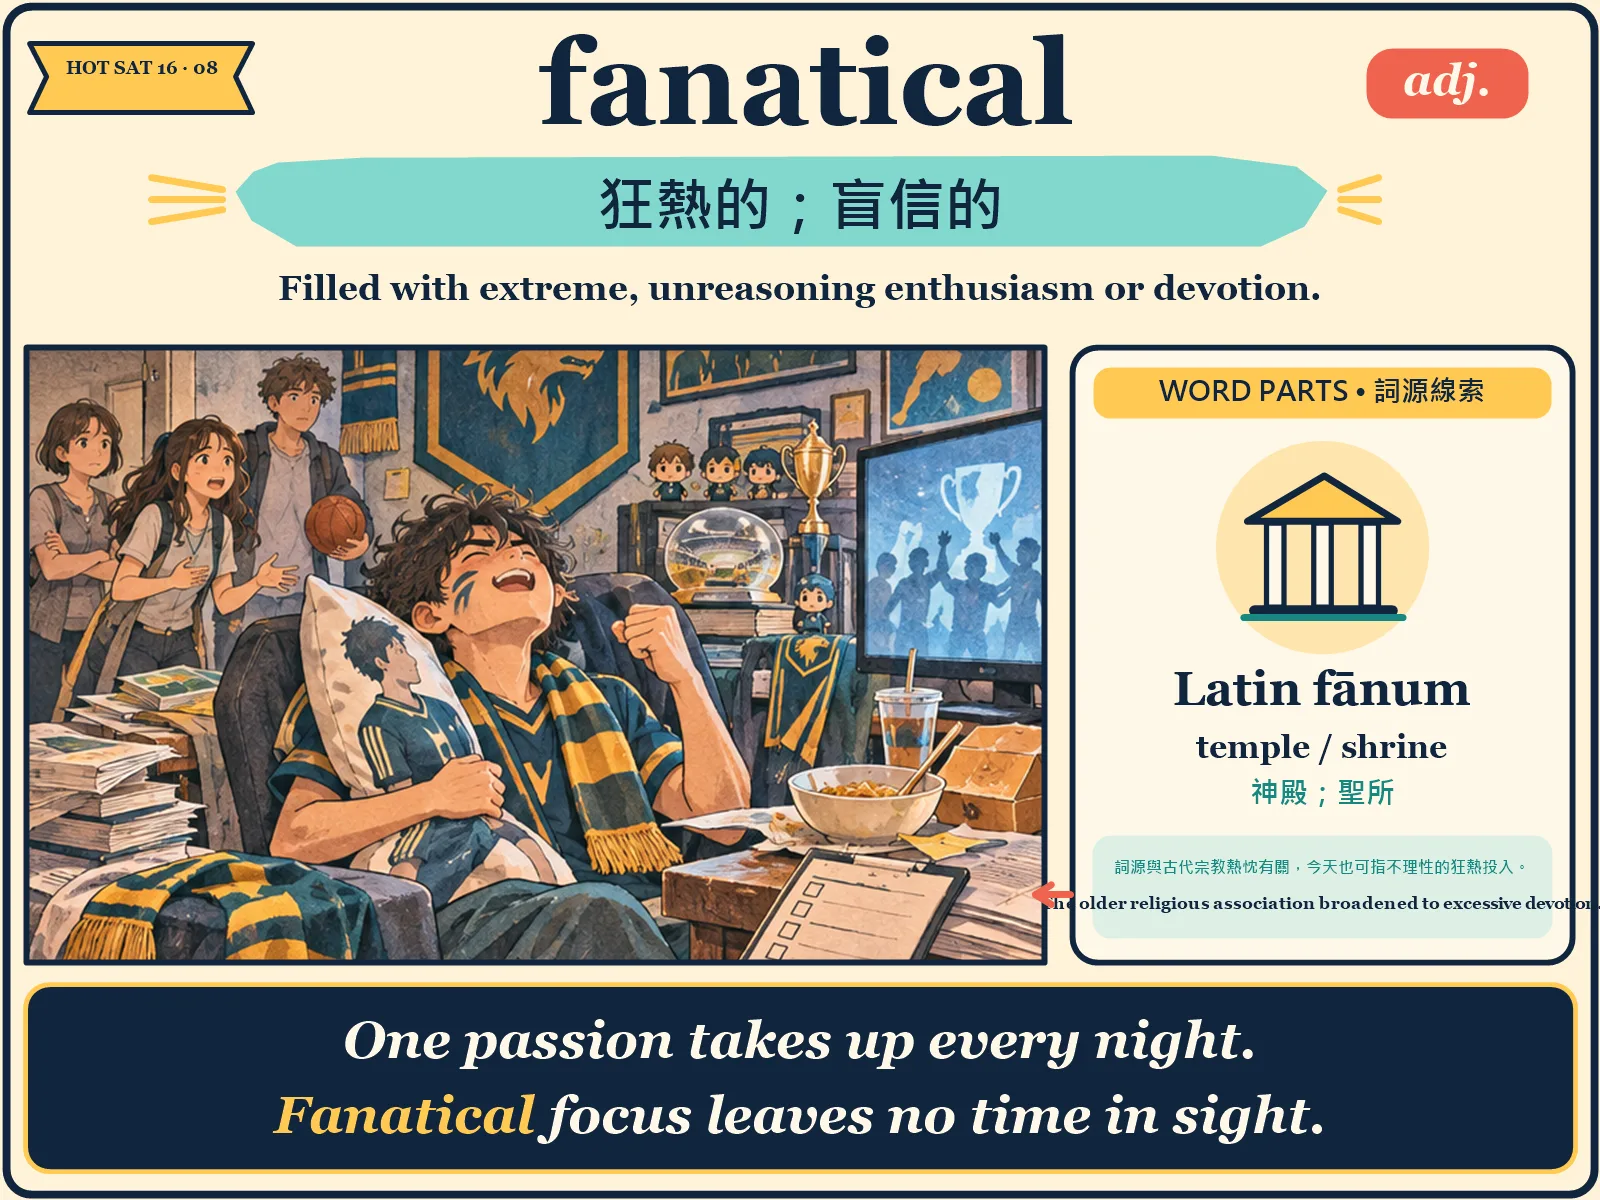 HOT SAT 16 · 08
fanatical
adj.
狂熱的；盲信的
Filled with extreme, unreasoning enthusiasm or devotion.
WORD PARTS • 詞源線索
Latin fānum
temple / shrine
神殿；聖所
詞源與古代宗教熱忱有關，今天也可指不理性的狂熱投入。
The older religious association broadened to excessive devotion.
One passion takes up every night.
Fanatical focus leaves no time in sight.